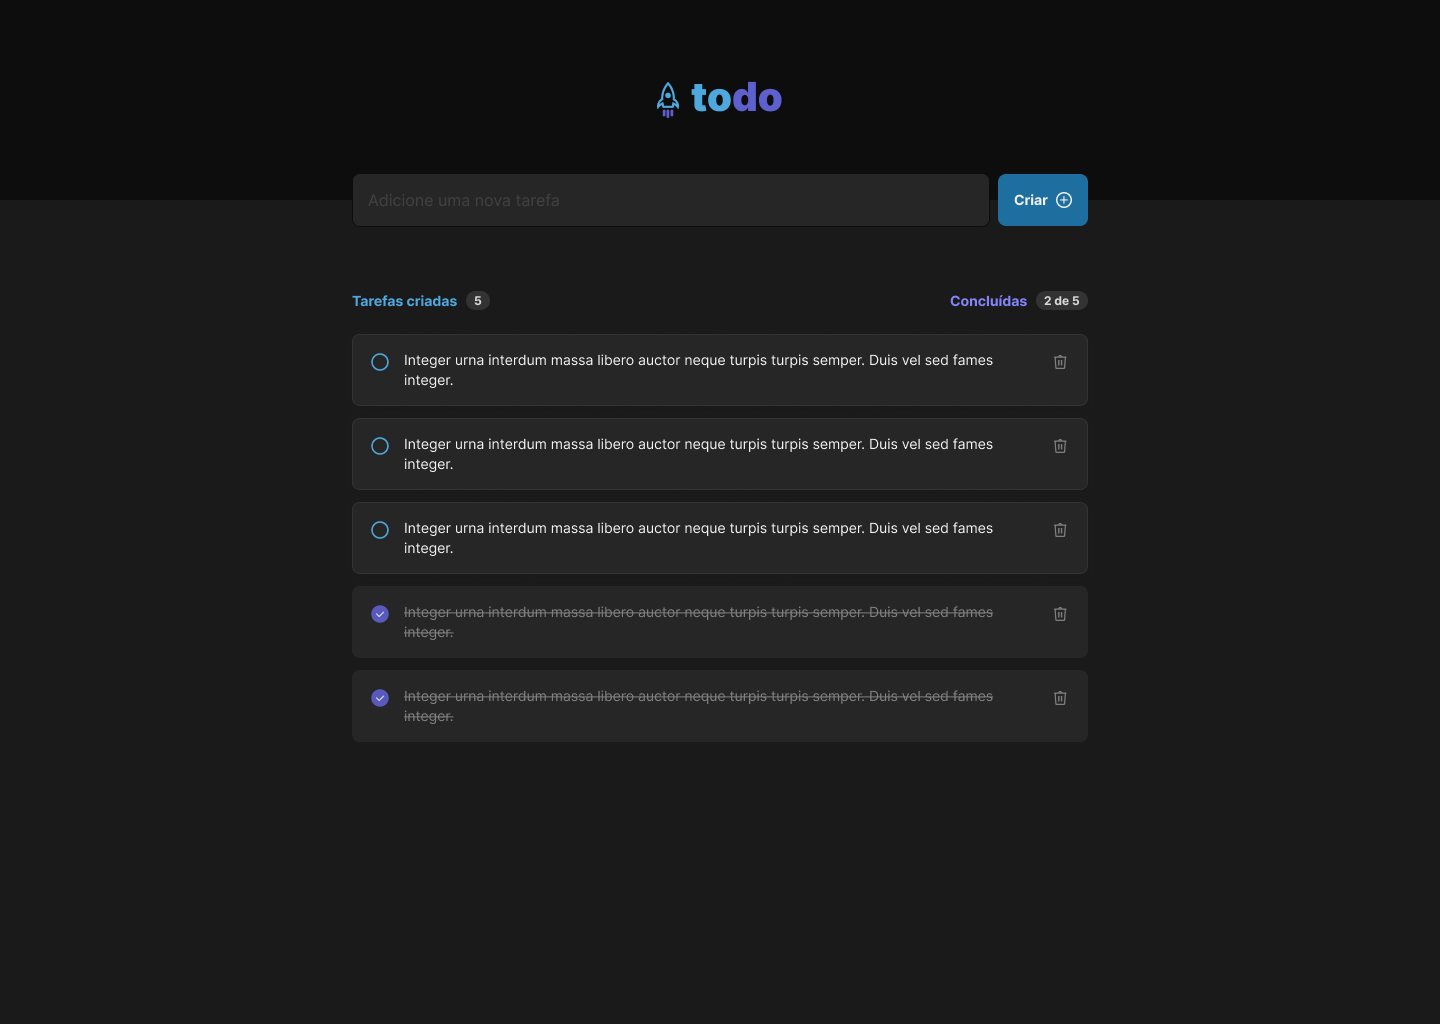 todo
Adicione uma nova tarefa
Criar
Tarefas criadas 5
Concluídas 2 de 5
Integer urna interdum massa libero auctor neque turpis turpis semper. Duis vel sed fames
integer.
Integer urna interdum massa libero auctor neque turpis turpis semper. Duis vel sed fames
integer.
Integer urna interdum massa libero auctor neque turpis turpis semper. Duis vel sed fames
integer.
Integer urna interdum massa libero auctor neque turpis turpis semper. Duis vel sed fames
integer.
Integer urna interdum massa libero auctor neque turpis turpis semper. Duis vel sed fames
integer.